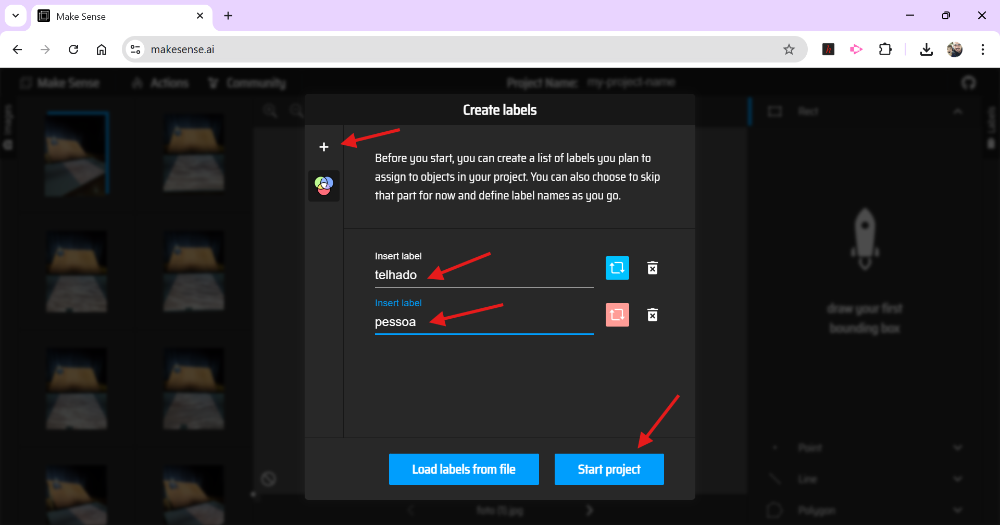 Make Sense
makesense.ai
h
Make Sense
Actions
Community
Project Name:
my-project-name
Images
Create labels
Rect
Labels
Before you start, you can create a list of labels you plan to
assign to objects in your project. You can also choose to skip
that part for now and define label names as you go.
Insert label
telhado
Insert label
pessoa
draw your first
bounding box
Load labels from file
Start project
Point
Line
Polygon
foto (1).jpg